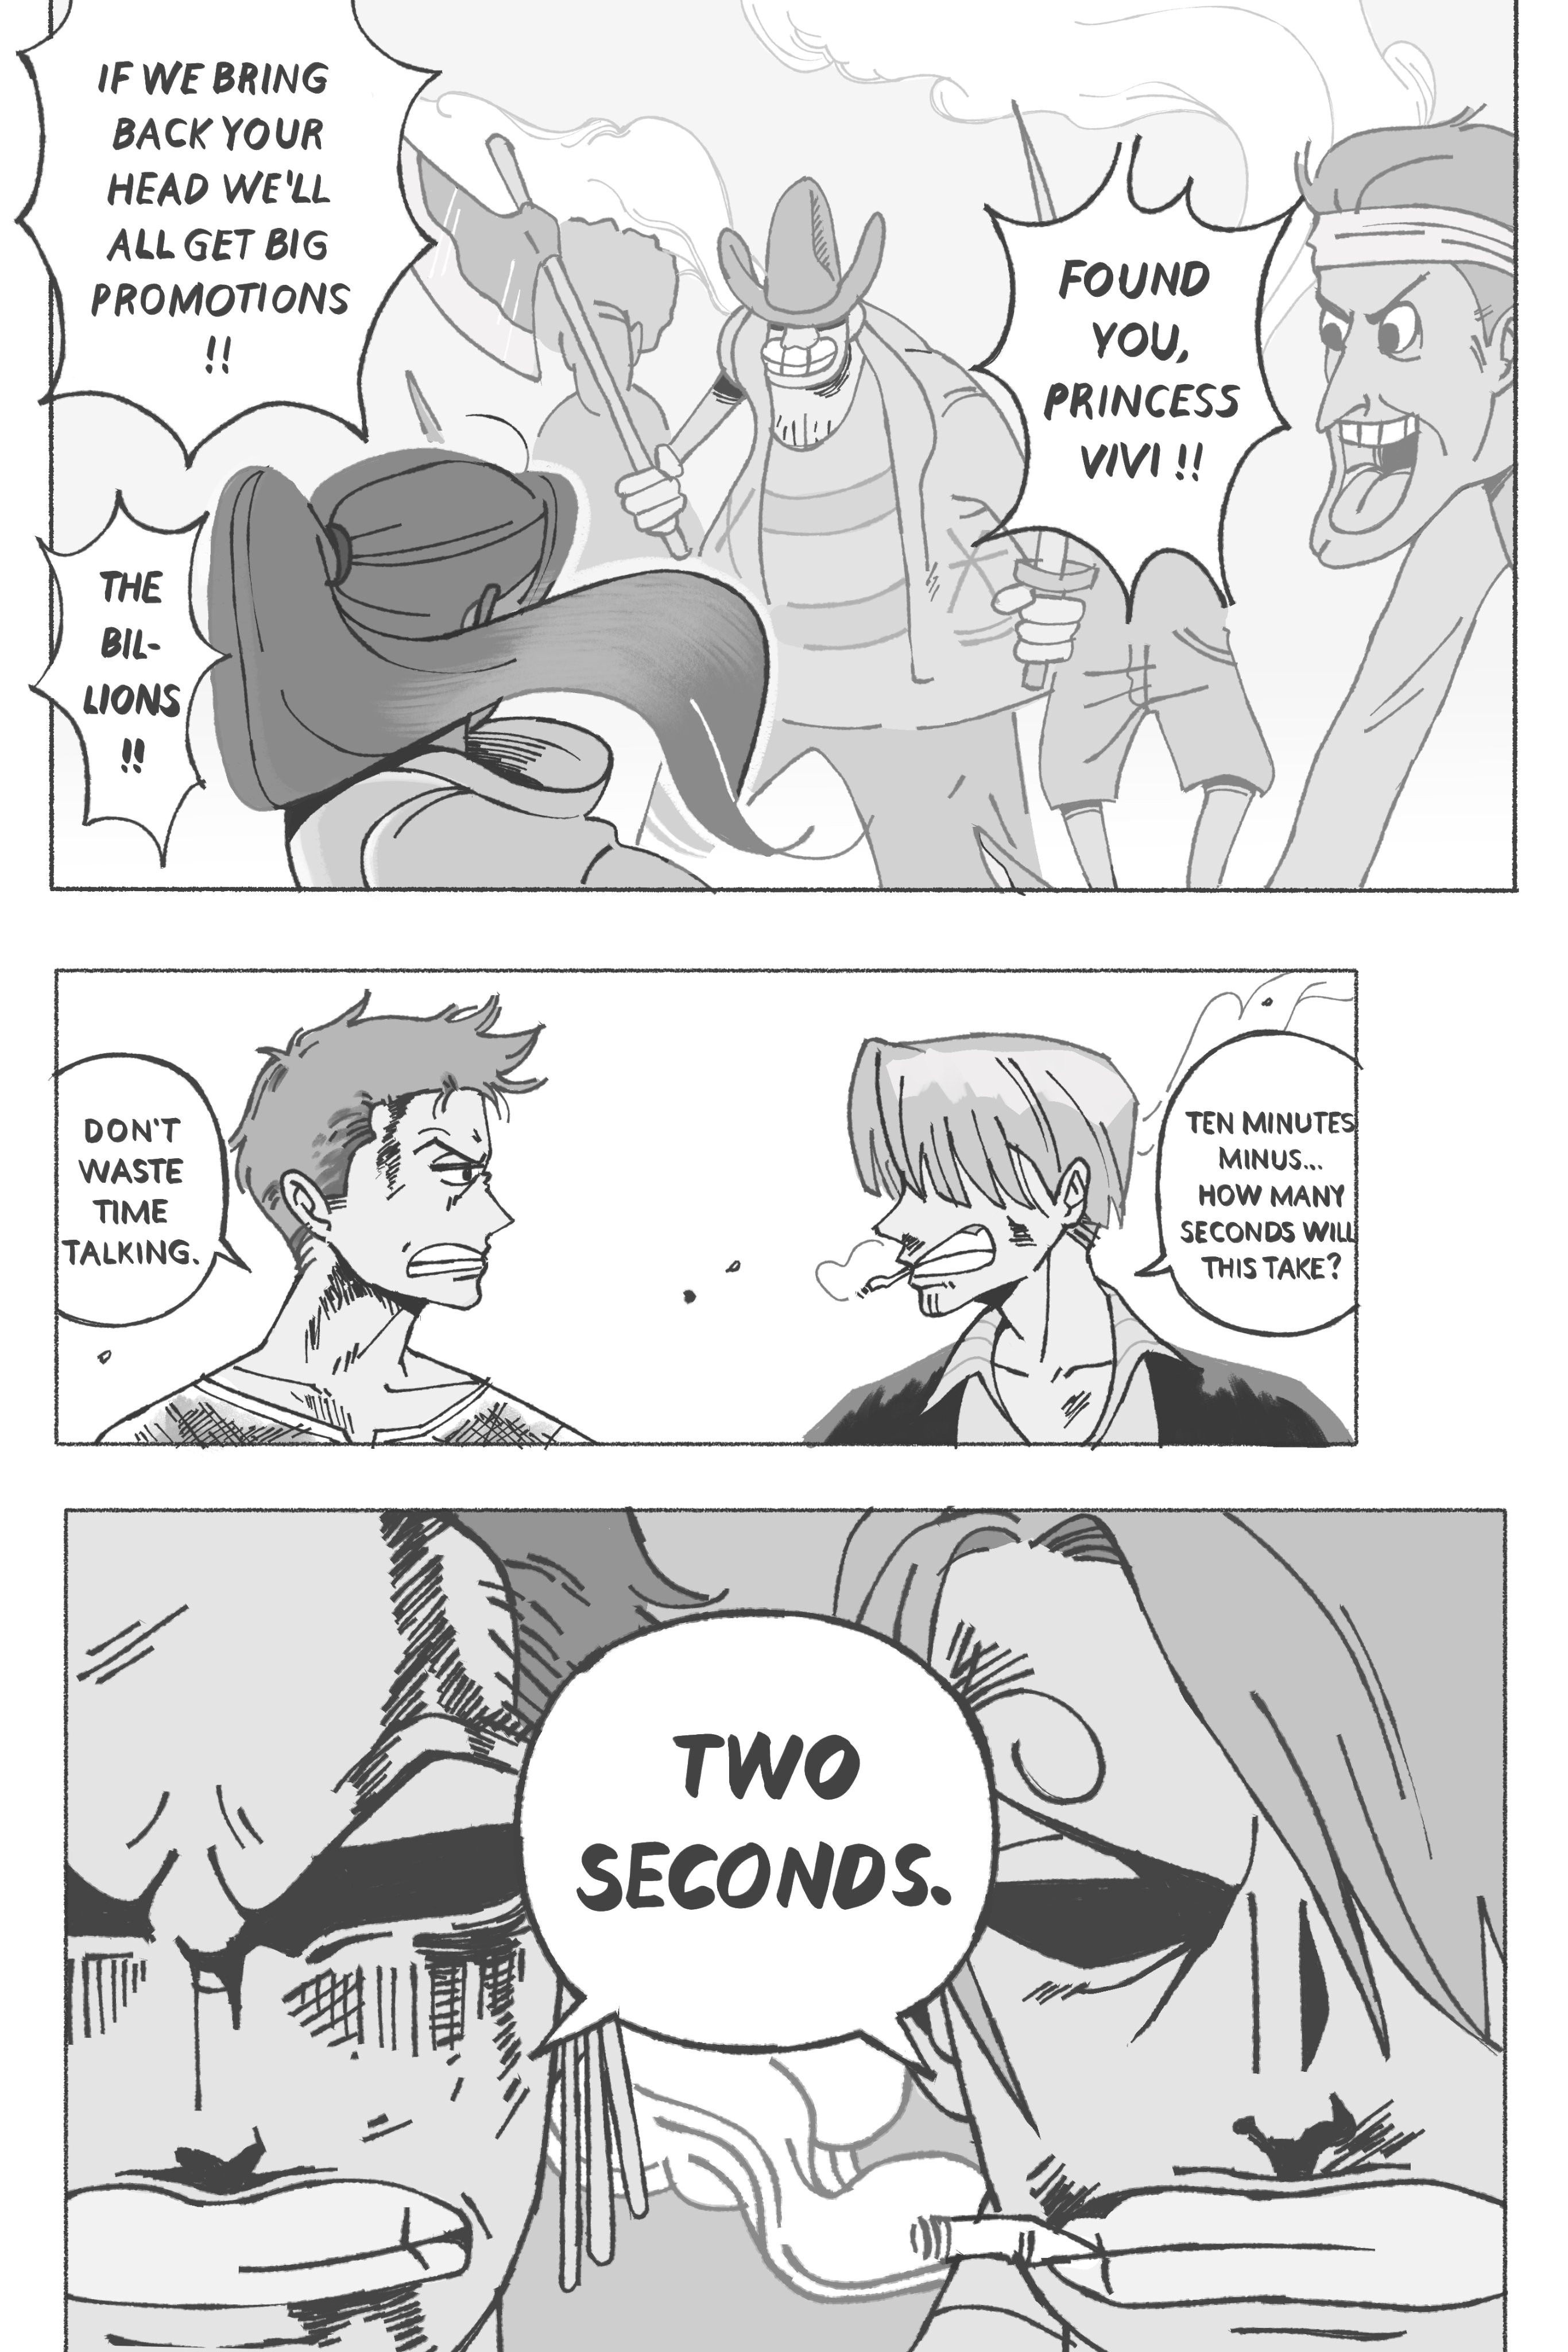 IF WE BRING
BACK YOUR
HEAD WE'LL
ALL GET BIG
PROMOTIONS
!!
FOUND
YOU,
PRINCESS
VIVI !!
THE
BIL-
LIONS
!!
DON'T
WASTE
TIME
TALKING.
TEN MINUTES
MINUS...
HOW MANY
SECONDS WILL
THIS TAKE?
TWO
SECONDS.